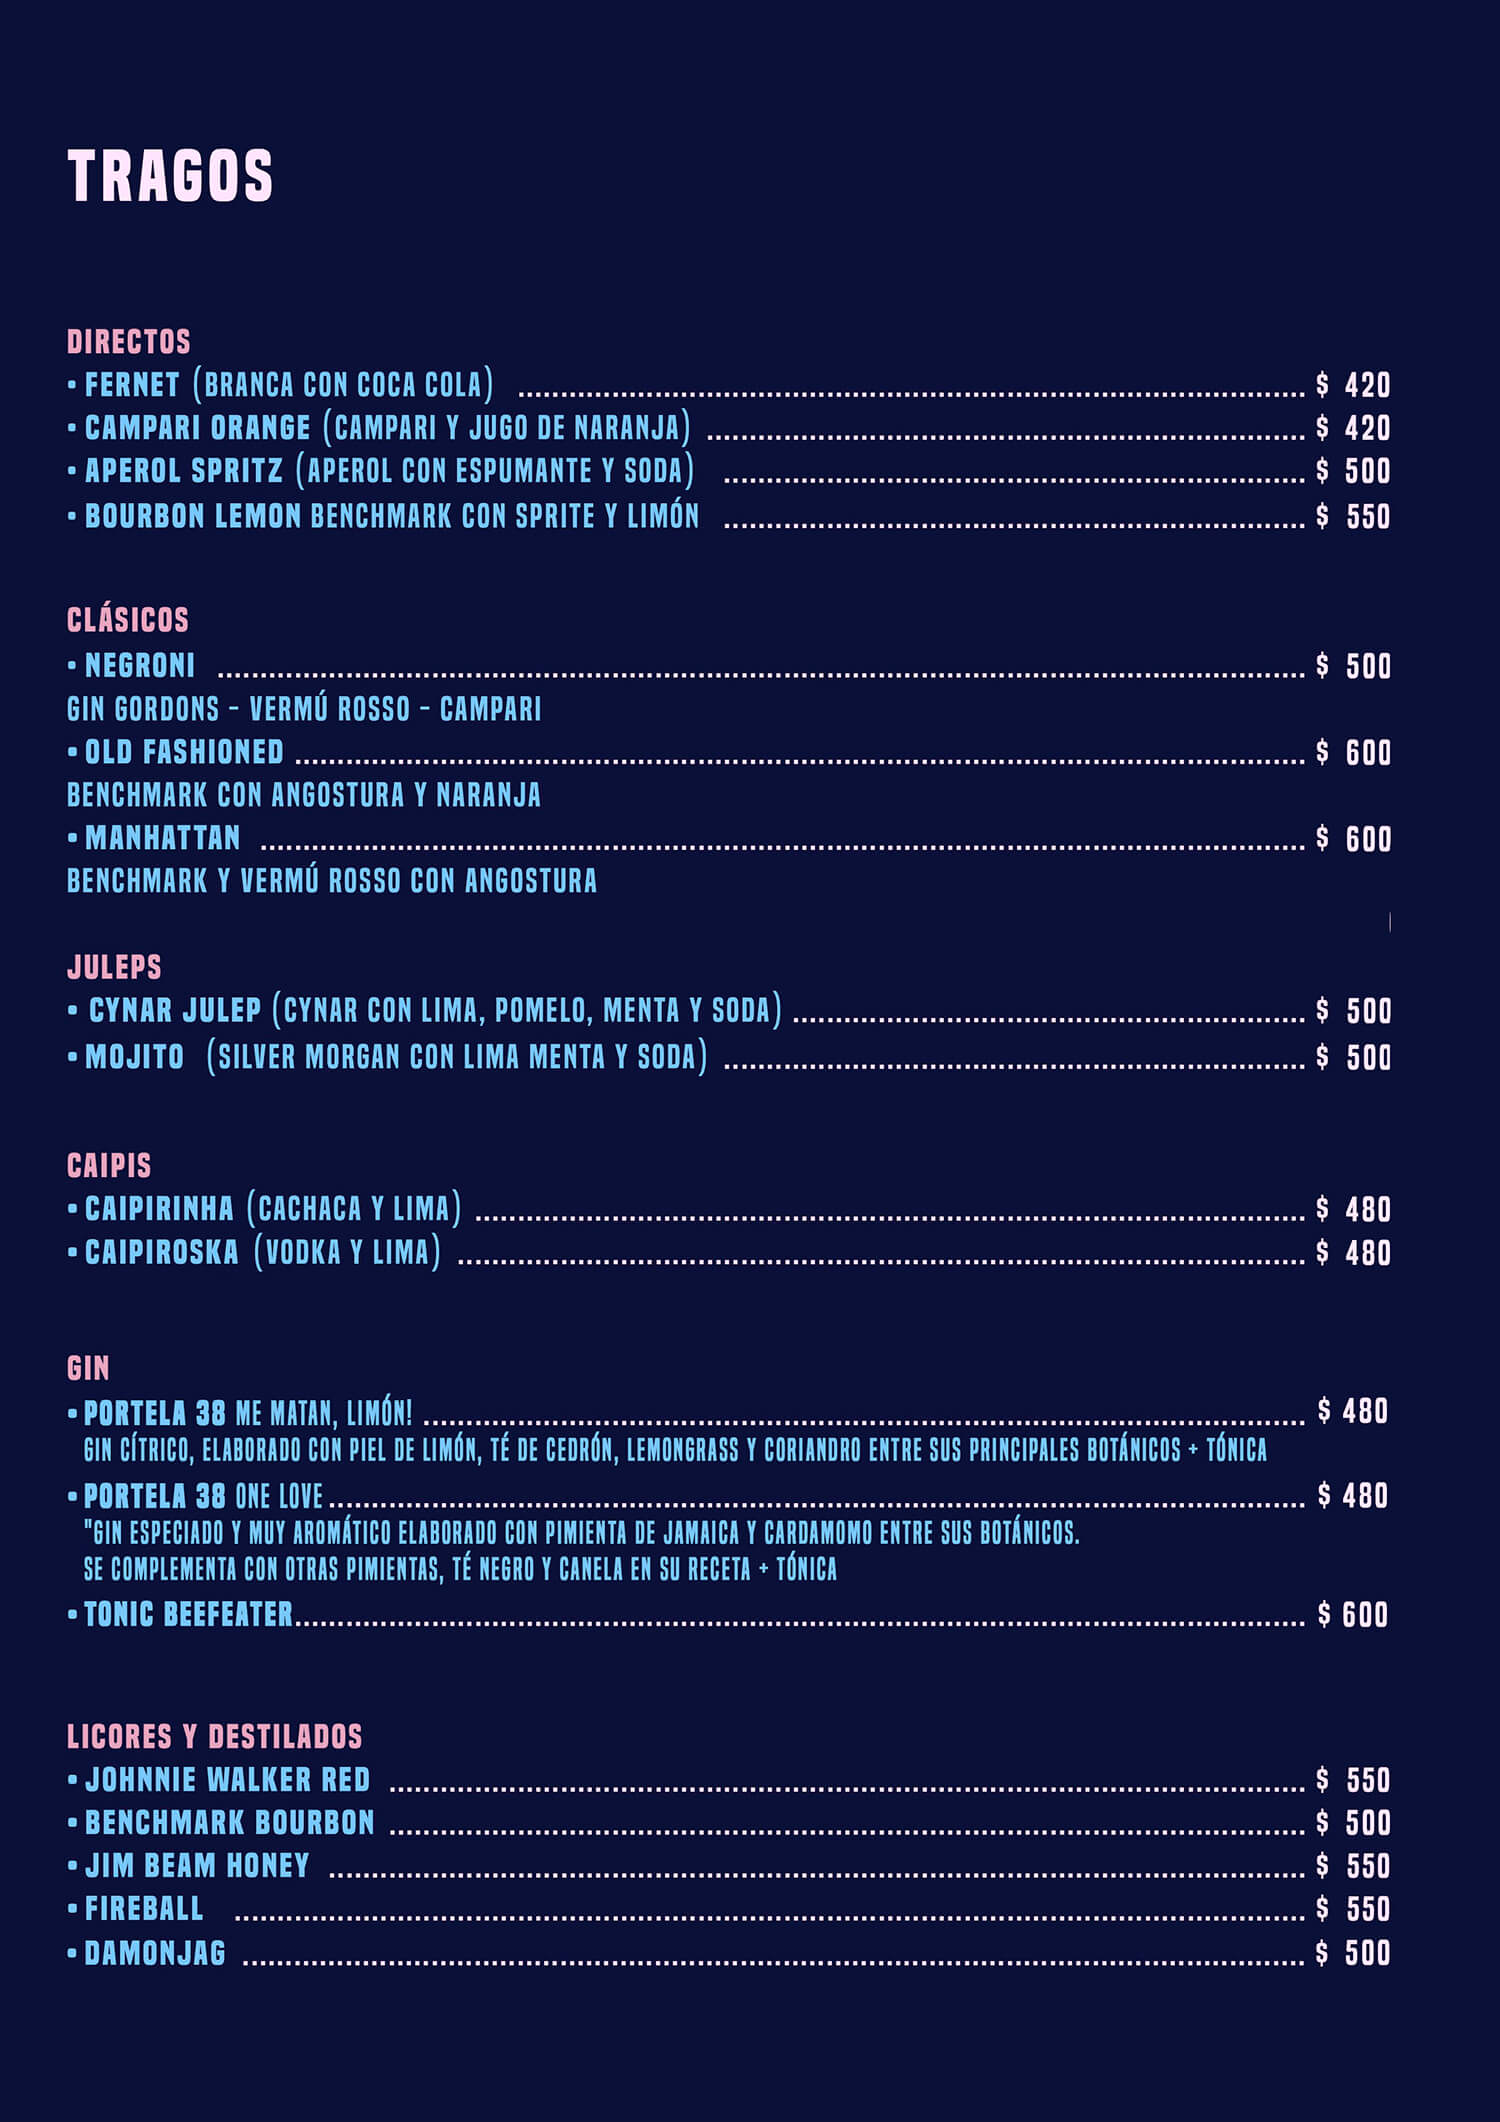 TRAGOS
DIRECTOS
• FERNET (BRANCA CON COCA COLA) ........ $ 420
• CAMPARI ORANGE (CAMPARI Y JUGO DE NARANJA) ........ $ 420
• APEROL SPRITZ (APEROL CON ESPUMANTE Y SODA) ........ $ 500
• BOURBON LEMON BENCHMARK CON SPRITE Y LIMÓN ........ $ 550
CLÁSICOS
• NEGRONI ........ $ 500
GIN GORDONS - VERMÚ ROSSO - CAMPARI
• OLD FASHIONED ........ $ 600
BENCHMARK CON ANGOSTURA Y NARANJA
• MANHATTAN ........ $ 600
BENCHMARK Y VERMÚ ROSSO CON ANGOSTURA
JULEPS
• CYNAR JULEP (CYNAR CON LIMA, POMELO, MENTA Y SODA) ........ $ 500
• MOJITO (SILVER MORGAN CON LIMA MENTA Y SODA) ........ $ 500
CAIPIS
• CAIPIRINHA (CACHACA Y LIMA) ........ $ 480
• CAIPIROSKA (VODKA Y LIMA) ........ $ 480
GIN
• PORTELA 38 ME MATAN, LIMÓN! ........ $ 480
GIN CÍTRICO, ELABORADO CON PIEL DE LIMÓN, TÉ DE CEDRÓN, LEMONGRASS Y CORIANDRO ENTRE SUS PRINCIPALES BOTÁNICOS + TÓNICA
• PORTELA 38 ONE LOVE ........ $ 480
"GIN ESPECIADO Y MUY AROMÁTICO ELABORADO CON PIMIENTA DE JAMAICA Y CARDAMOMO ENTRE SUS BOTÁNICOS.
SE COMPLEMENTA CON OTRAS PIMIENTAS, TÉ NEGRO Y CANELA EN SU RECETA + TÓNICA
• TONIC BEEFEATER ........ $ 600
LICORES Y DESTILADOS
• JOHNNIE WALKER RED ........ $ 550
• BENCHMARK BOURBON ........ $ 500
• JIM BEAM HONEY ........ $ 550
• FIREBALL ........ $ 550
• DAMONJAG ........ $ 500